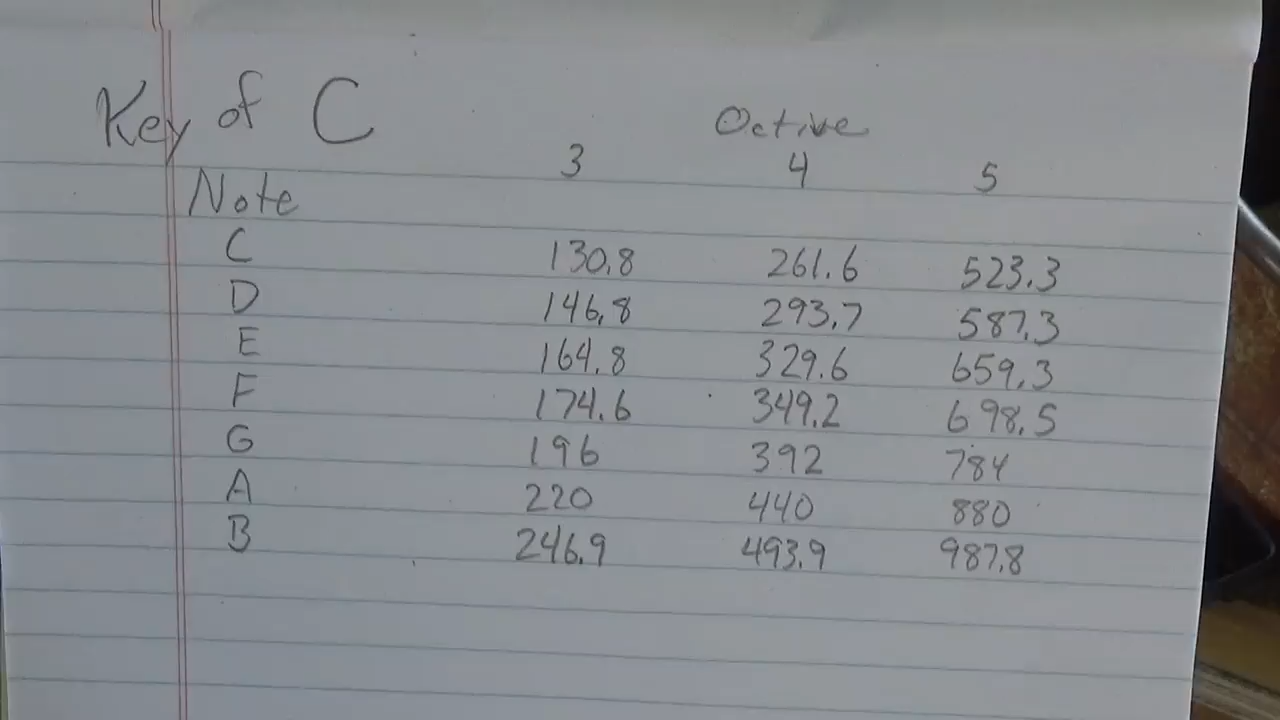 Key of C
Octive
3 4 5
Note
C 130.8 261.6 523.3
D 146.8 293.7 587.3
E 164.8 329.6 659.3
F 174.6 349.2 698.5
G 196 392 784
A 220 440 880
B 246.9 493.9 987.8